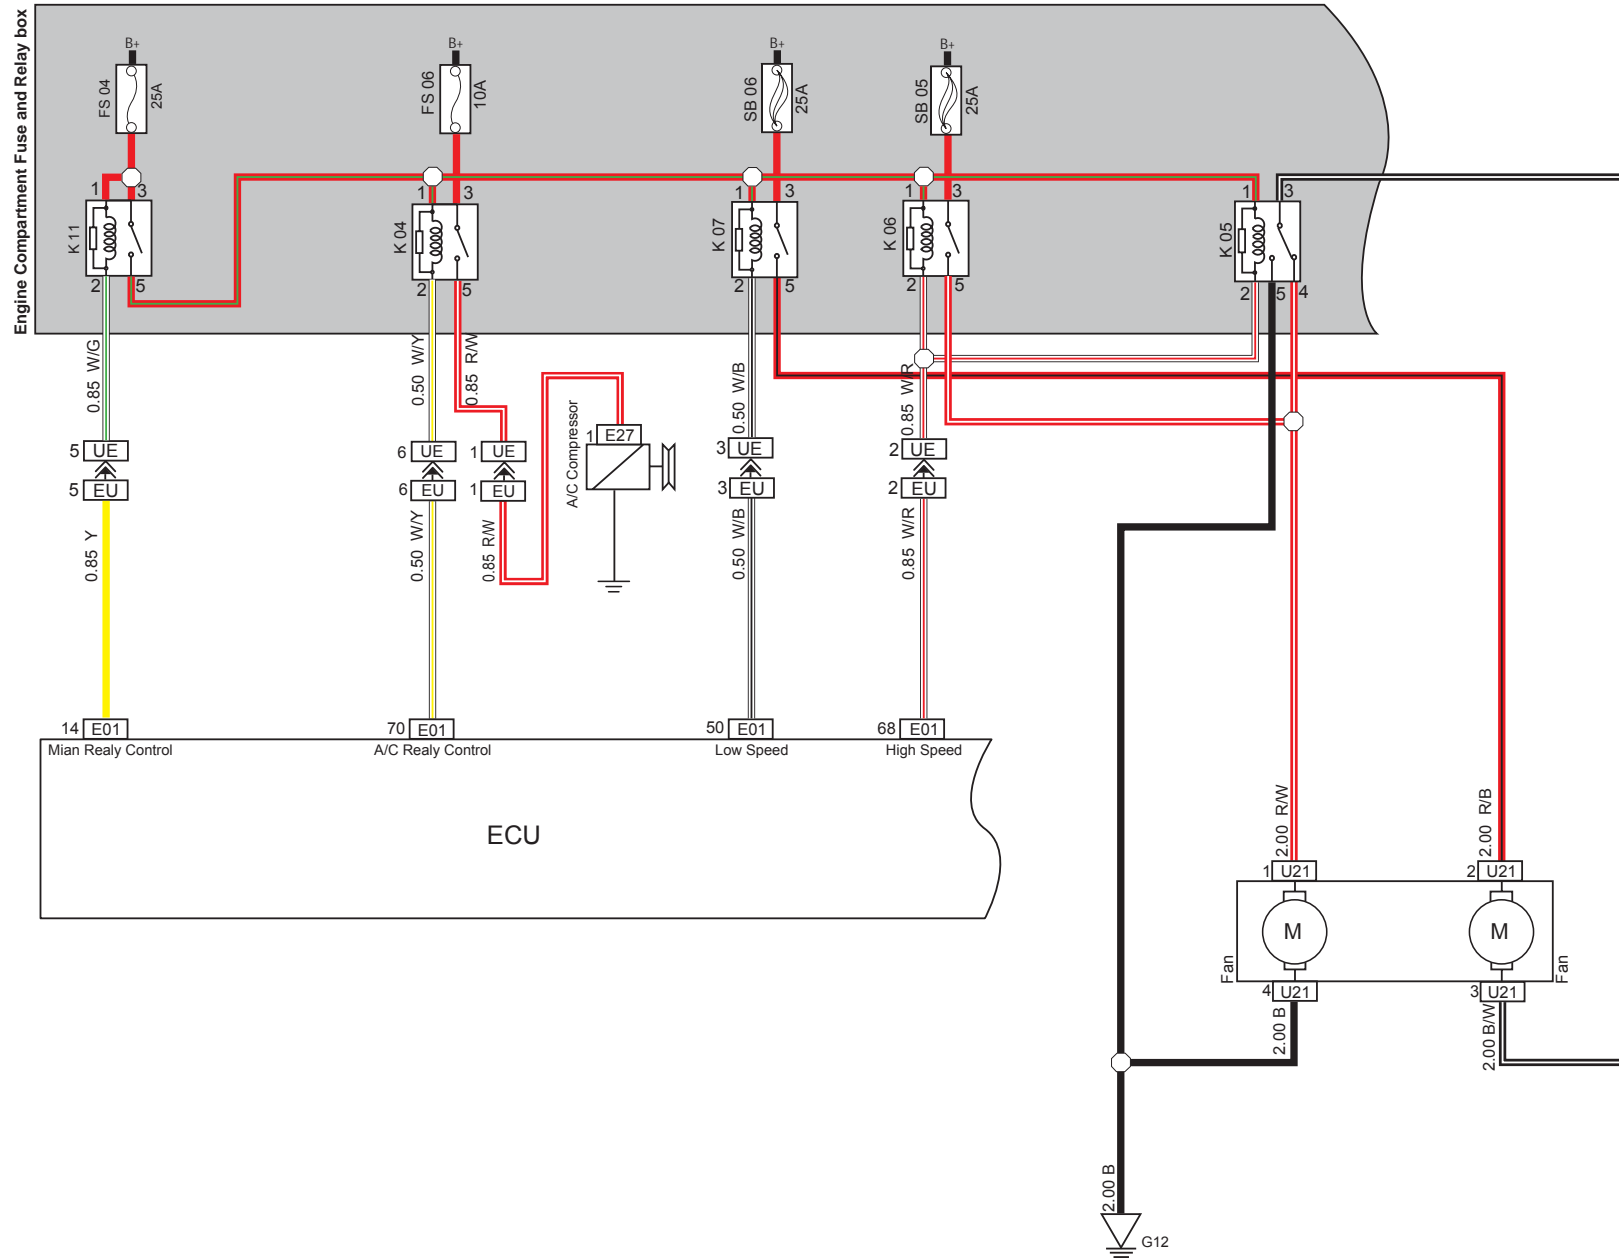 Engine Compartment Fuse and Relay box
B+
B+
B+
B+
FS 04
25A
FS 06
10A
SB 06
25A
SB 05
25A
1
3
1
3
1
3
1
3
1
3
K 11
K 04
K 07
K 06
K 05
2
5
2
5
2
5
2
5
2
5
4
0.85 W/G
0.50 W/Y
0.85 R/W
0.50 W/B
0.85 W/R
5 UE
6 UE
1 UE
3 UE
2 UE
5 EU
6 EU
1 EU
3 EU
2 EU
A/C Compressor
1 E27
0.85 Y
0.50 W/Y
0.85 R/W
0.50 W/B
0.85 W/R
14 E01
70 E01
50 E01
68 E01
Mian Realy Control
A/C Realy Control
Low Speed
High Speed
ECU
2.00 R/W
2.00 R/B
1 U21
2 U21
M
M
Fan
Fan
4 U21
3 U21
2.00 B
2.00 B/W
2.00 B
G12